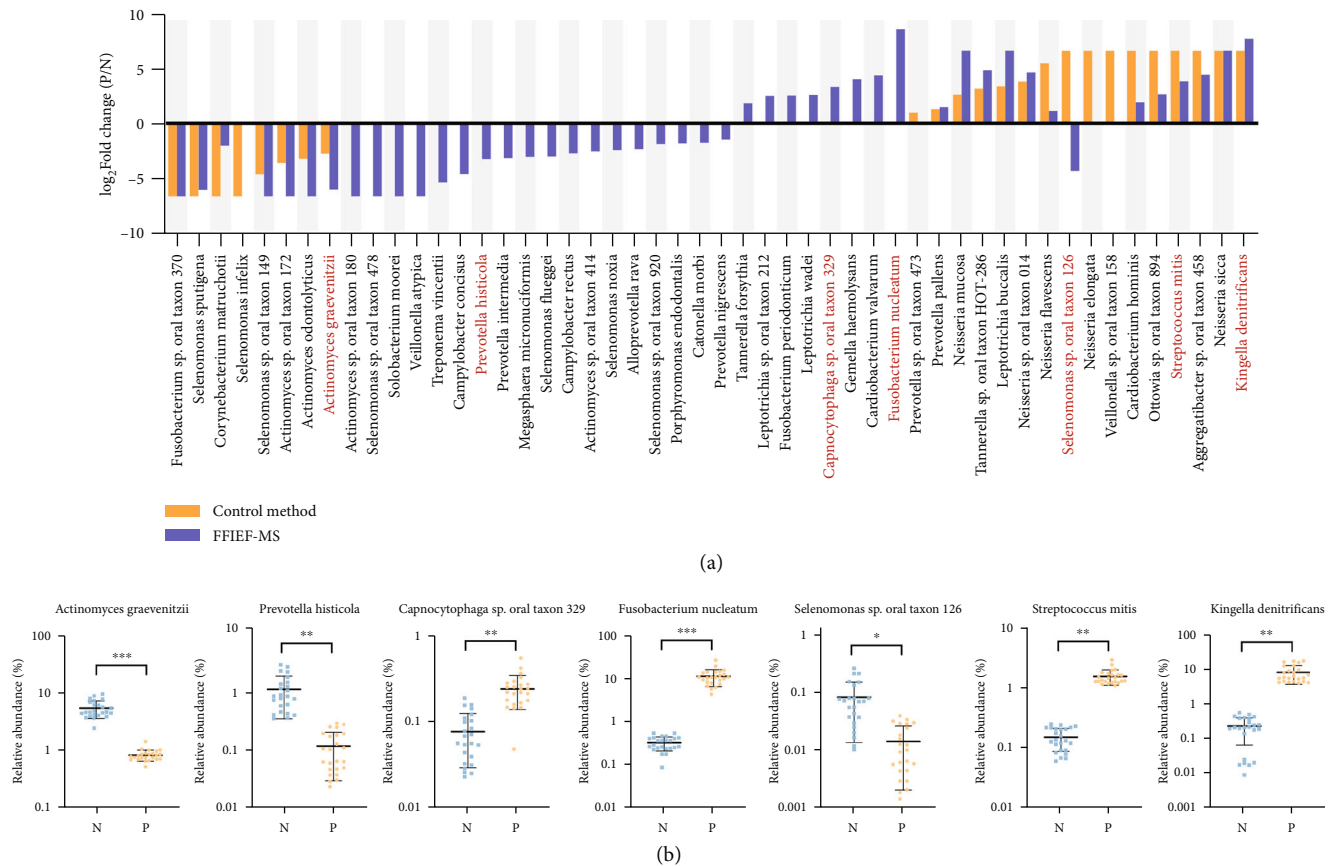 10
5
0
–5
–10
log2Fold change (P/N)
Fusobacterium sp. oral taxon 370
Selenomonas sputigena
Corynebacterium matruchotii
Selenomonas infelix
Selenomonas sp. oral taxon 149
Actinomyces sp. oral taxon 172
Actinomyces odontolyticus
Actinomyces graevenitzii
Actinomyces sp. oral taxon 180
Selenomonas sp. oral taxon 478
Solobacterium moorei
Veillonella atypica
Treponema vincentii
Campylobacter concisus
Prevotella histicola
Prevotella intermedia
Megasphaera micronuciformis
Selenomonas flueggei
Campylobacter rectus
Actinomyces sp. oral taxon 414
Selenomonas noxia
Alloprevotella rava
Selenomonas sp. oral taxon 920
Porphyromonas endodontalis
Catonella morbi
Prevotella nigrescens
Tannerella forsythia
Leptotrichia sp. oral taxon 212
Fusobacterium periodonticum
Leptotrichia wadei
Capnocytophaga sp. oral taxon 329
Gemella haemolysans
Cardiobacterium valvarum
Fusobacterium nucleatum
Prevotella sp. oral taxon 473
Prevotella pallens
Neisseria mucosa
Tannerella sp. oral taxon HOT-286
Leptotrichia buccalis
Neisseria sp. oral taxon 014
Neisseria flavescens
Selenomonas sp. oral taxon 126
Neisseria elongata
Veillonella sp. oral taxon 158
Cardiobacterium hominis
Ottowia sp. oral taxon 894
Streptococcus mitis
Aggregatibacter sp. oral taxon 458
Neisseria sicca
Kingella denitrificans
Control method
FFIEF-MS
(a)
Actinomyces graevenitzii
Relative abundance (%)
100
10
1
0.1
***
N
P
Prevotella histicola
Relative abundance (%)
10
1
0.1
0.01
**
N
P
Capnocytophaga sp. oral taxon 329
Relative abundance (%)
1
0.1
0.01
**
N
P
Fusobacterium nucleatum
Relative abundance (%)
100
10
1
0.1
0.01
***
N
P
Selenomonas sp. oral taxon 126
Relative abundance (%)
1
0.1
0.01
0.001
*
N
P
Streptococcus mitis
Relative abundance (%)
10
1
0.1
0.01
**
N
P
Kingella denitrificans
Relative abundance (%)
100
10
1
0.1
0.01
0.001
**
N
P
(b)